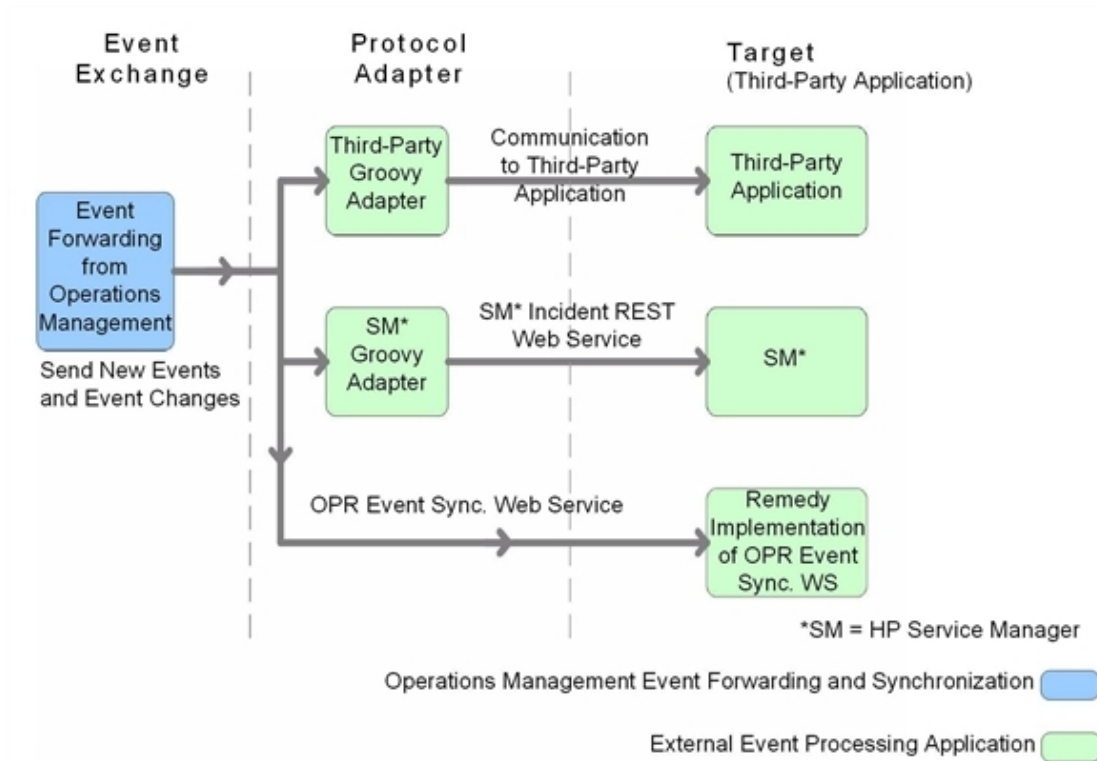 Event
Exchange
Protocol
Adapter
Target
(Third-Party Application)
Event
Forwarding
from
Operations
Management
Send New Events
and Event Changes
Third-Party
Groovy
Adapter
Communication
to Third-Party
Application
Third-Party
Application
SM*
Groovy
Adapter
SM* Incident REST
Web Service
SM*
OPR Event Sync. Web Service
Remedy
Implementation
of OPR Event
Sync. WS
*SM = HP Service Manager
Operations Management Event Forwarding and Synchronization
External Event Processing Application